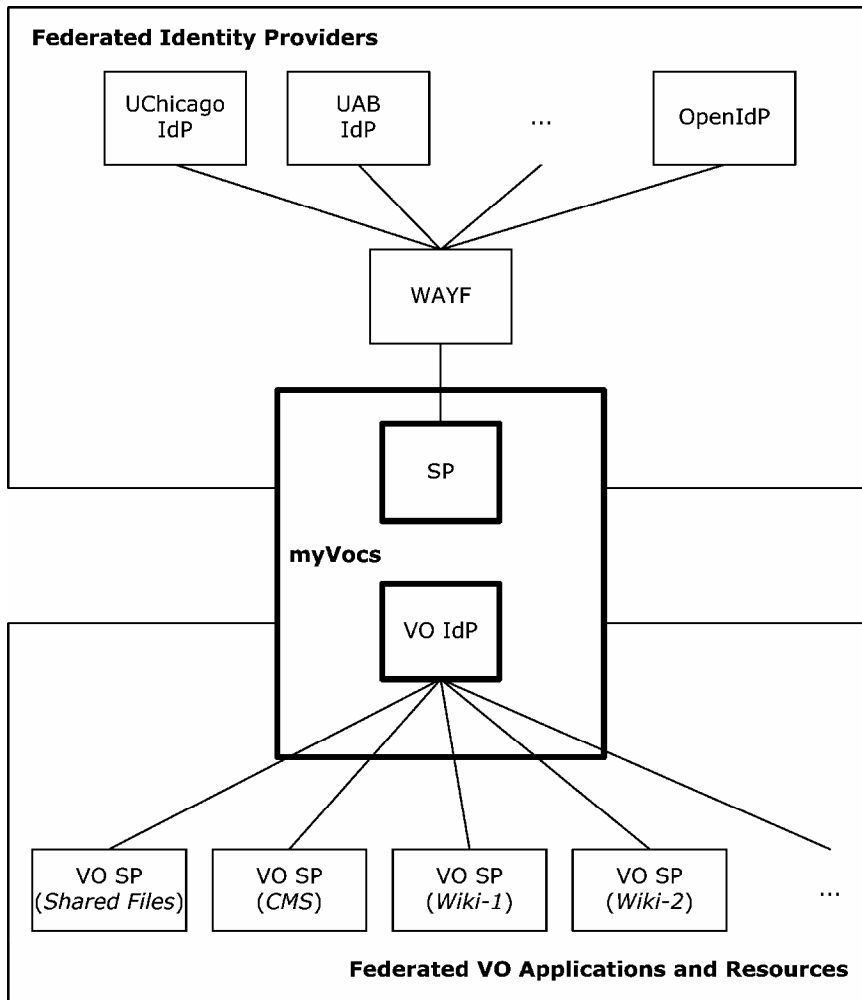 Federated Identity Providers
UChicago
IdP
UAB
IdP
...
OpenIdP
WAYF
SP
myVocs
VO IdP
VO SP
(Shared Files)
VO SP
(CMS)
VO SP
(Wiki-1)
VO SP
(Wiki-2)
...
Federated VO Applications and Resources